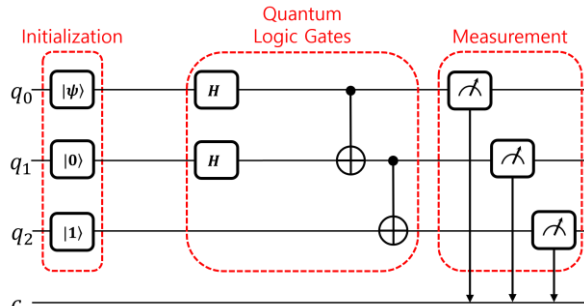 Initialization
Quantum
Logic Gates
Measurement
q₀ |ψ⟩ H
q₁ |0⟩ H
q₂ |1⟩
c